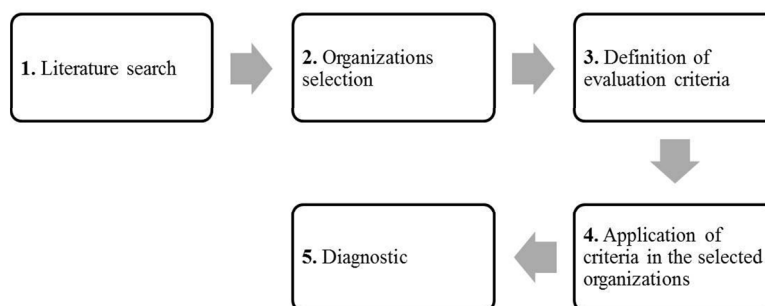 1. Literature search
2. Organizations
selection
3. Definition of
evaluation criteria
4. Application of
criteria in the selected
organizations
5. Diagnostic